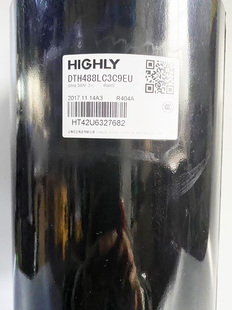 HIGHLY
DTH488LC3C9EU
2017.11.14A3 R404A
HT42U6327682